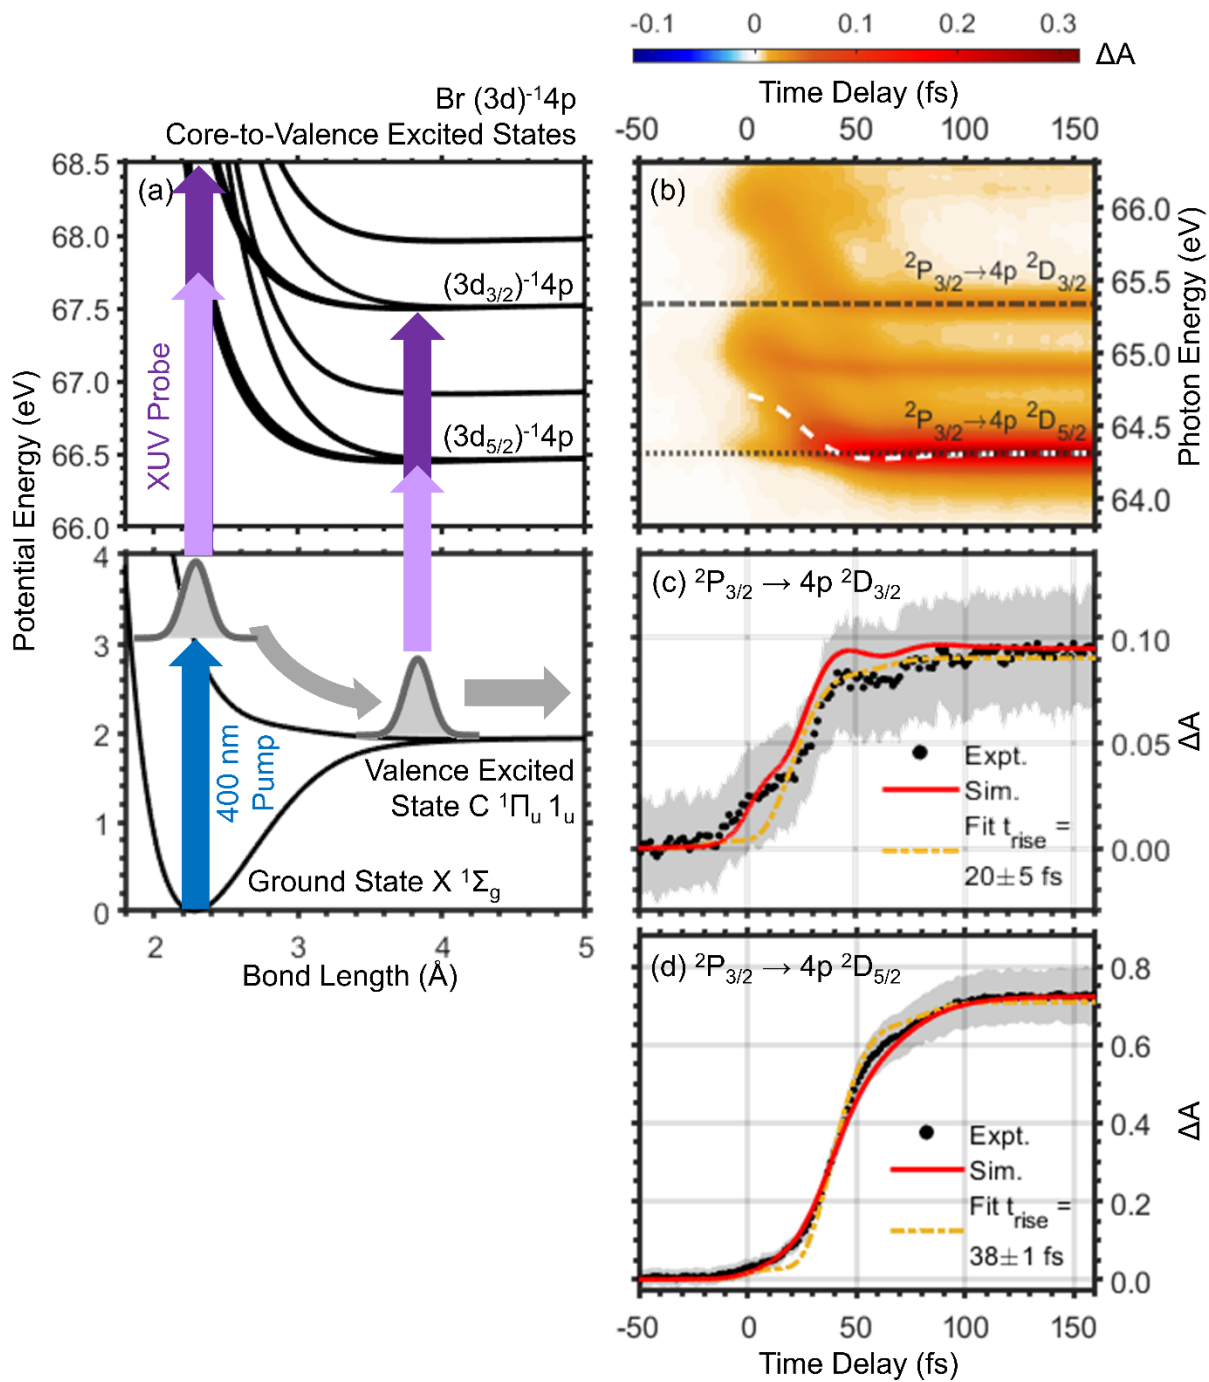 -0.1 0 0.1 0.2 0.3
ΔA
Time Delay (fs)
-50 0 50 100 150
Br (3d)⁻¹4p
Core-to-Valence Excited States
(a)
68.5
68.0
67.5
67.0
66.5
66.0
(3d₃/₂)⁻¹4p
(3d₅/₂)⁻¹4p
XUV Probe
Potential Energy (eV)
4
3
2
1
0
400 nm
Pump
Valence Excited
State C ¹Πᵤ 1ᵤ
Ground State X ¹Σ_g
2 3 4 5
Bond Length (Å)
(b)
66.0
65.5
65.0
64.5
64.0
Photon Energy (eV)
²P₃/₂→4p ²D₃/₂
²P₃/₂→4p ²D₅/₂
(c) ²P₃/₂ → 4p ²D₃/₂
0.10
0.05
0.00
ΔA
Expt.
Sim.
Fit t_rise =
20±5 fs
(d) ²P₃/₂ → 4p ²D₅/₂
0.8
0.6
0.4
0.2
0.0
ΔA
Expt.
Sim.
Fit t_rise =
38±1 fs
-50 0 50 100 150
Time Delay (fs)